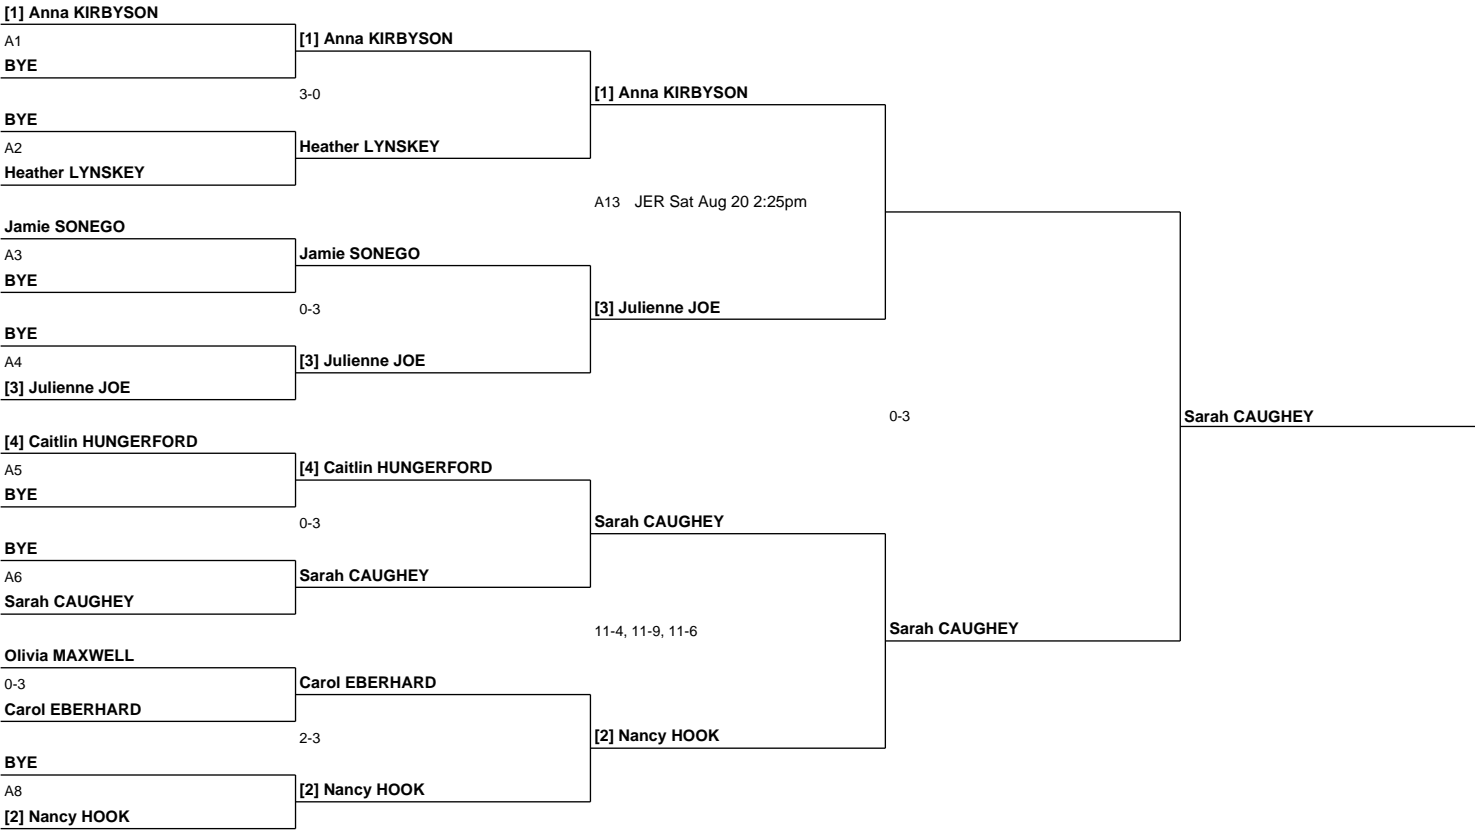 [1] Anna KIRBYSON
A1
BYE
BYE
A2
Heather LYNSKEY
Jamie SONEGO
A3
BYE
BYE
A4
[3] Julienne JOE
[4] Caitlin HUNGERFORD
A5
BYE
BYE
A6
Sarah CAUGHEY
Olivia MAXWELL
0-3
Carol EBERHARD
BYE
A8
[2] Nancy HOOK
[1] Anna KIRBYSON
3-0
Heather LYNSKEY
Jamie SONEGO
0-3
[3] Julienne JOE
[4] Caitlin HUNGERFORD
0-3
Sarah CAUGHEY
Carol EBERHARD
2-3
[2] Nancy HOOK
[1] Anna KIRBYSON
A13 JER Sat Aug 20 2:25pm
[3] Julienne JOE
Sarah CAUGHEY
11-4, 11-9, 11-6
[2] Nancy HOOK
0-3
Sarah CAUGHEY
Sarah CAUGHEY